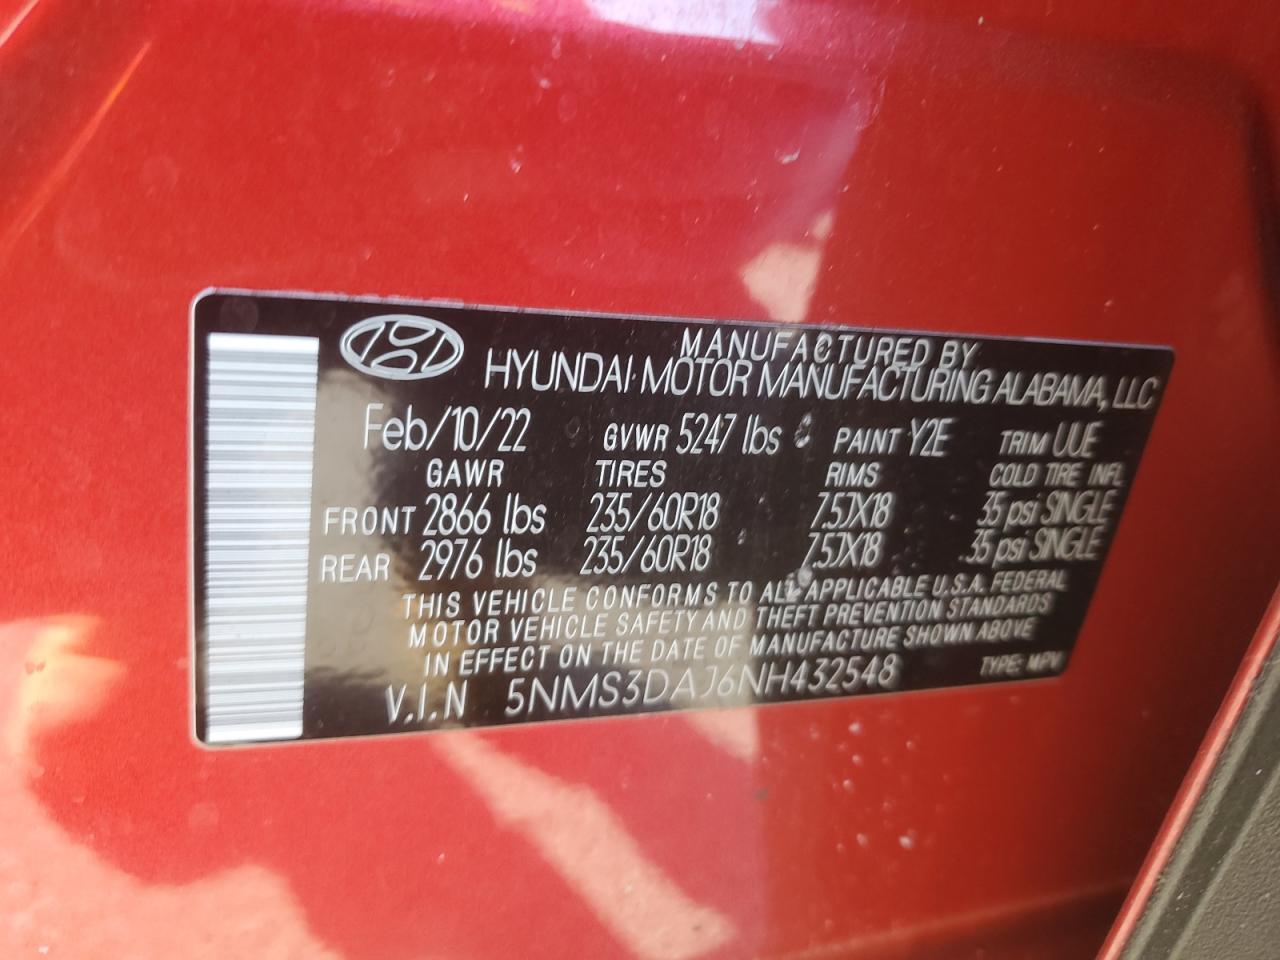 MANUFACTURED BY
HYUNDAI MOTOR MANUFACTURING ALABAMA, LLC
Feb/10/22 GVWR 5247 lbs PAINT Y2E TRIM UUE
GAWR TIRES RIMS COLD TIRE INFL
FRONT 2866 lbs 235/60R18 7.5JX18 35 psi SINGLE
REAR 2976 lbs 235/60R18 7.5JX18 35 psi SINGLE
THIS VEHICLE CONFORMS TO ALL APPLICABLE U.S.A. FEDERAL
MOTOR VEHICLE SAFETY AND THEFT PREVENTION STANDARDS
IN EFFECT ON THE DATE OF MANUFACTURE SHOWN ABOVE
V.I.N 5NMS3DAJ6NH432548 TYPE: MPV